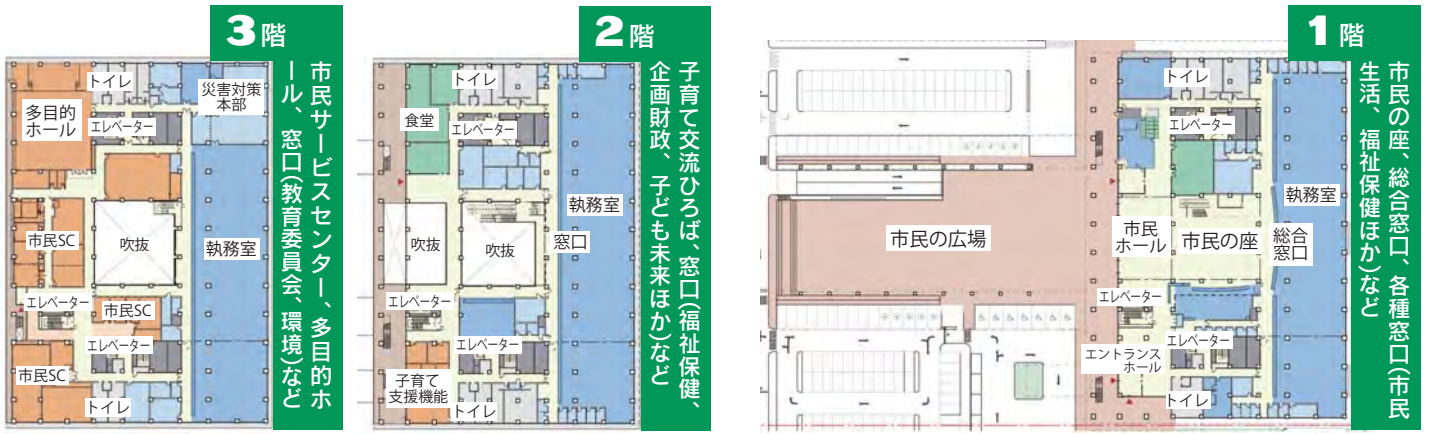 3階
市民サービスセンター、多目的ホ
ール、窓口(教育委員会、環境)など
トイレ
災害対策
本部
多目的
ホール
エレベーター
市民SC
吹抜
執務室
エレベーター
市民SC
エレベーター
市民SC
トイレ
2階
子育て交流ひろば、窓口(福祉保健、
企画財政、子ども未来ほか)など
トイレ
食堂
エレベーター
執務室
吹抜
吹抜
窓口
エレベーター
エレベーター
子育て
支援機能
トイレ
1階
市民の座、総合窓口、各種窓口(市民
生活、福祉保健ほか)など
トイレ
エレベーター
執務室
市民の広場
市民
ホール
市民の座
総合
窓口
エレベーター
エレベーター
エントランス
ホール
トイレ